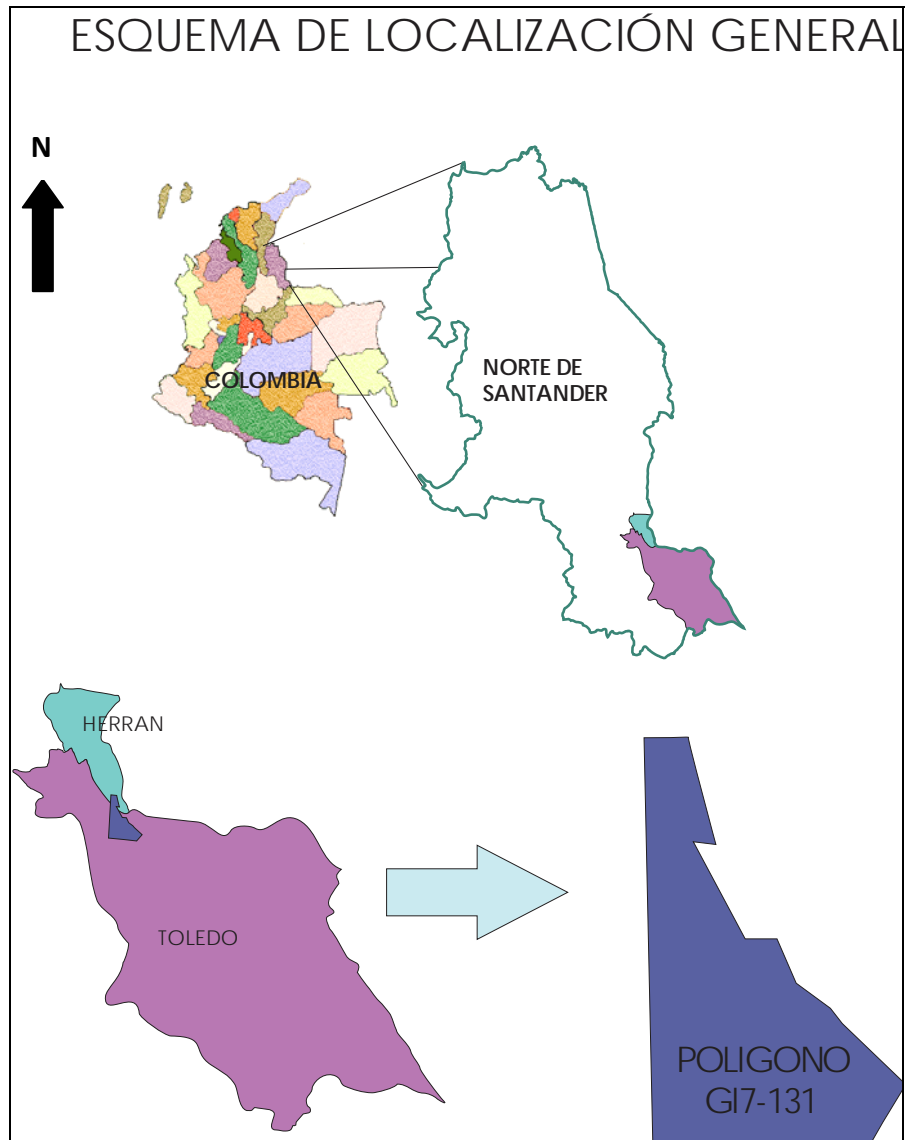 ESQUEMA DE LOCALIZACIÓN GENERAL
N
COLOMBIA
NORTE DE
SANTANDER
HERRAN
TOLEDO
POLIGONO
GI7-131